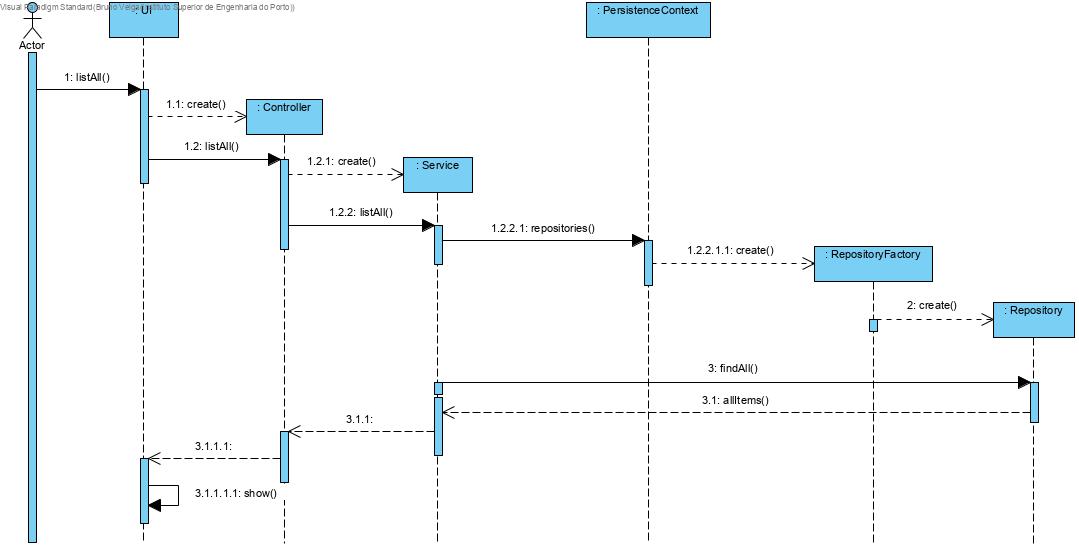 Visual Paradigm Standard(Bruno Veiga(Instituto Superior de Engenharia do Porto))
: UI
: PersistenceContext
Actor
1: listAll()
1.1: create()
: Controller
1.2: listAll()
1.2.1: create()
: Service
1.2.2: listAll()
1.2.2.1: repositories()
1.2.2.1.1: create()
: RepositoryFactory
2: create()
: Repository
3: findAll()
3.1: allItems()
3.1.1:
3.1.1.1:
3.1.1.1.1: show()